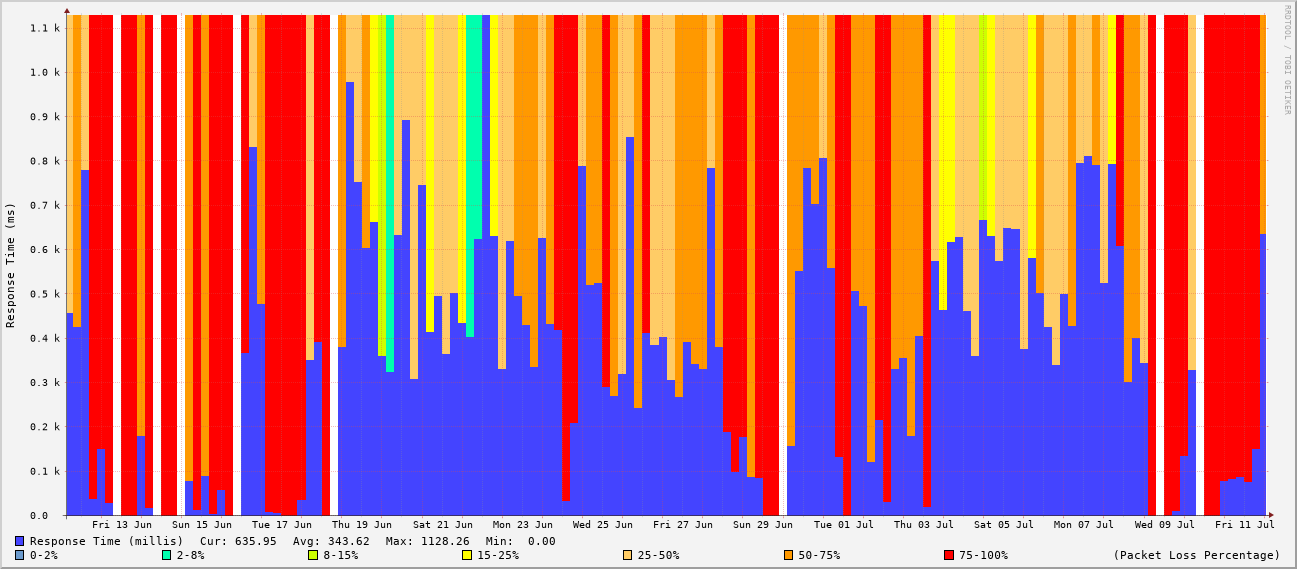 RRDTOOL / TOBI OETIKER
Response Time (ms)
1.1 k
1.0 k
0.9 k
0.8 k
0.7 k
0.6 k
0.5 k
0.4 k
0.3 k
0.2 k
0.1 k
0.0
Fri 13 Jun Sun 15 Jun Tue 17 Jun Thu 19 Jun Sat 21 Jun Mon 23 Jun Wed 25 Jun Fri 27 Jun Sun 29 Jun Tue 01 Jul Thu 03 Jul Sat 05 Jul Mon 07 Jul Wed 09 Jul Fri 11 Jul
Response Time (millis) Cur: 635.95 Avg: 343.62 Max: 1128.26 Min: 0.00
0-2% 2-8% 8-15% 15-25% 25-50% 50-75% 75-100% (Packet Loss Percentage)